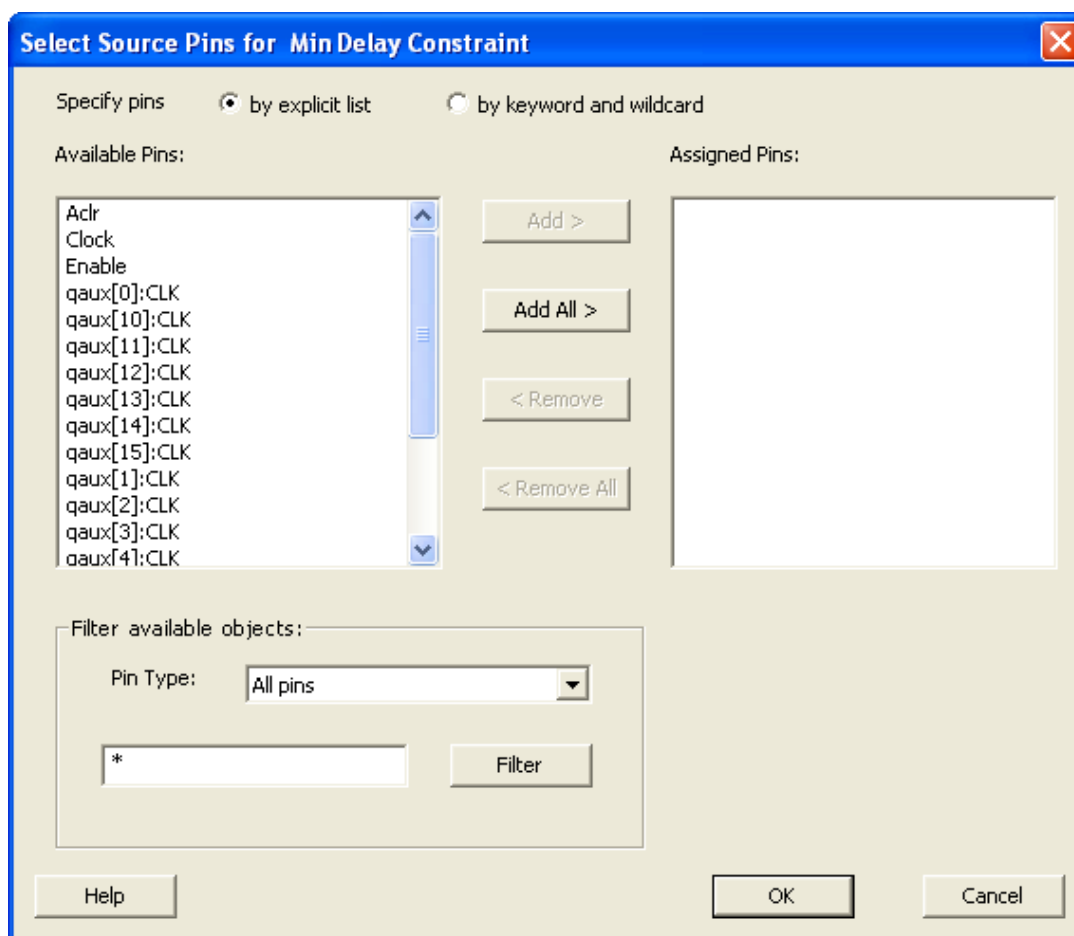 Select Source Pins for Min Delay Constraint
Specify pins by explicit list by keyword and wildcard
Available Pins: Assigned Pins:
Aclr
Clock
Enable
qaux[0]:CLK
qaux[10]:CLK
qaux[11]:CLK
qaux[12]:CLK
qaux[13]:CLK
qaux[14]:CLK
qaux[15]:CLK
qaux[1]:CLK
qaux[2]:CLK
qaux[3]:CLK
qaux[4]:CLK
Add >
Add All >
< Remove
< Remove All
Filter available objects:
Pin Type: All pins
* Filter
Help OK Cancel